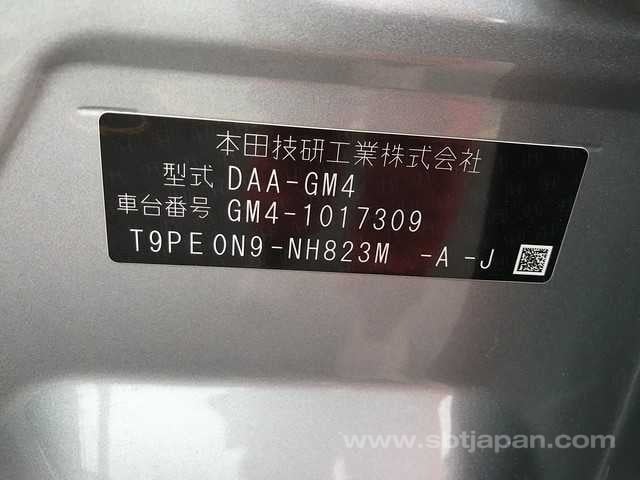 本田技研工業株式会社
型式 DAA-GM4
車台番号 GM4-1017309
T9PE0N9-NH823M -A -J
www.sbtjapan.com